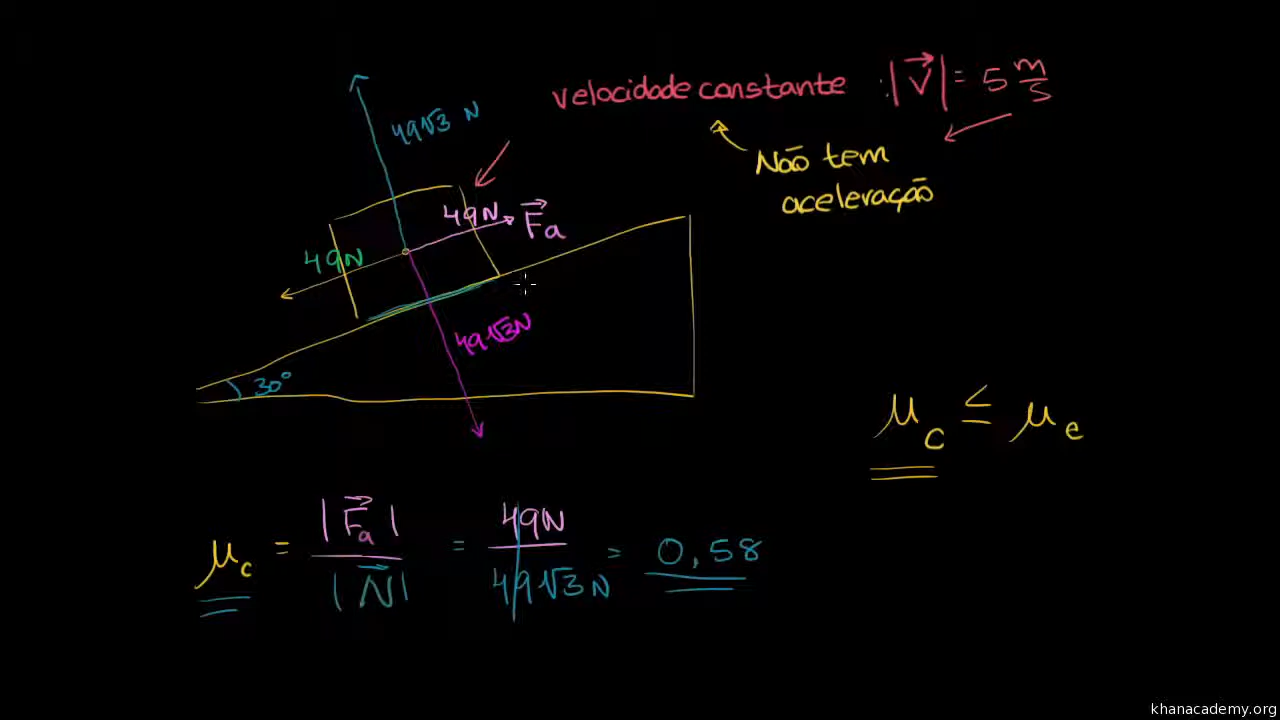 velocidade constante : |V⃗| = 5 m/s
Não tem
aceleração
49√3 N
49N F⃗a
49N
49√3N
30°
μc ≤ μe
μc = |F⃗a| / |N⃗| = 49N / 49√3N = 0,58
khanacademy.org